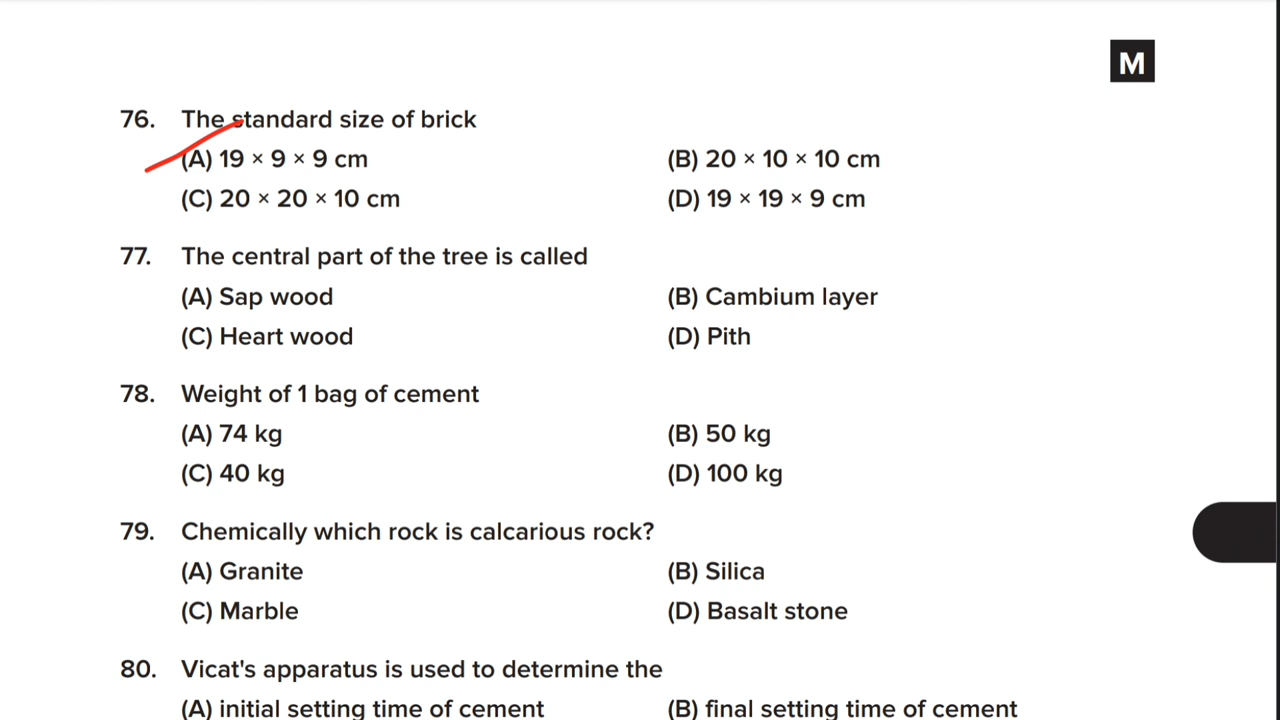 M
76. The standard size of brick
(A) 19 × 9 × 9 cm (B) 20 × 10 × 10 cm
(C) 20 × 20 × 10 cm (D) 19 × 19 × 9 cm
77. The central part of the tree is called
(A) Sap wood (B) Cambium layer
(C) Heart wood (D) Pith
78. Weight of 1 bag of cement
(A) 74 kg (B) 50 kg
(C) 40 kg (D) 100 kg
79. Chemically which rock is calcarious rock?
(A) Granite (B) Silica
(C) Marble (D) Basalt stone
80. Vicat's apparatus is used to determine the
(A) initial setting time of cement (B) final setting time of cement